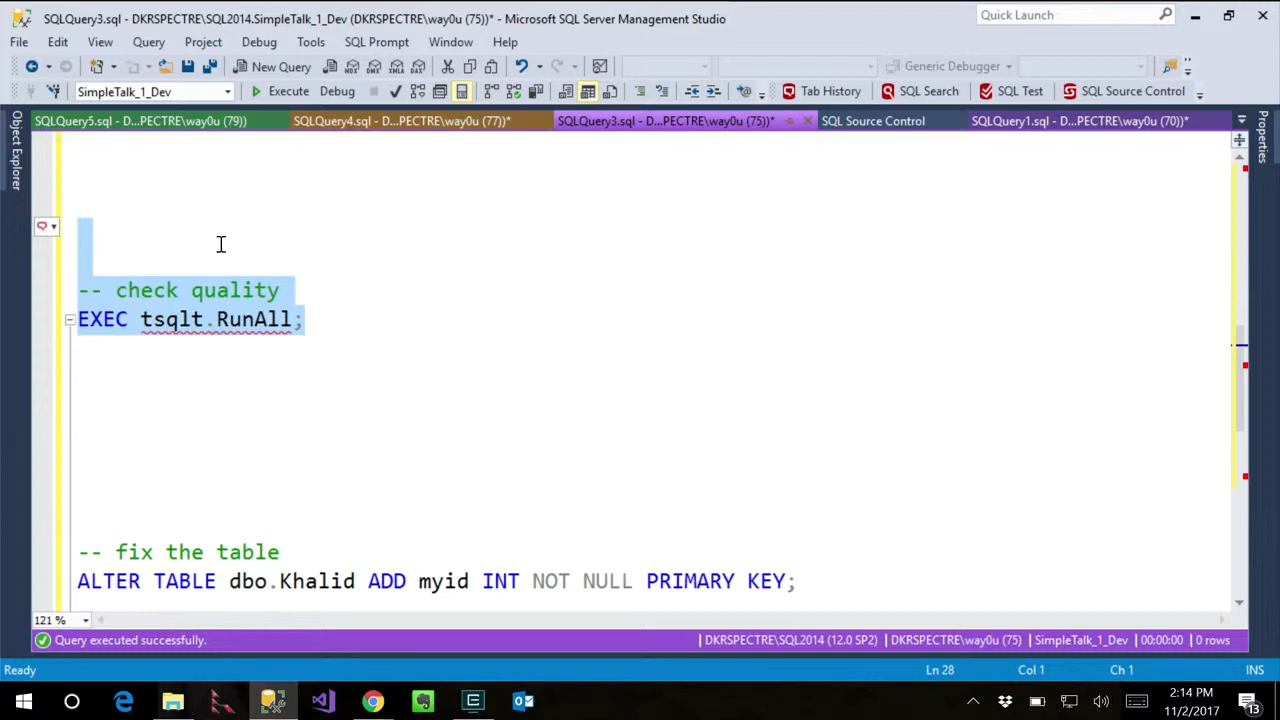 SQLQuery3.sql - DKRSPECTRE\SQL2014.SimpleTalk_1_Dev (DKRSPECTRE\way0u (75))* - Microsoft SQL Server Management Studio
Quick Launch
File Edit View Query Project Debug Tools SQL Prompt Window Help
New Query
Generic Debugger
SimpleTalk_1_Dev
Execute Debug
Tab History SQL Search SQL Test SQL Source Control
SQLQuery5.sql - D...PECTRE\way0u (79)) SQLQuery4.sql - D...PECTRE\way0u (77))* SQLQuery3.sql - D...PECTRE\way0u (75))* SQL Source Control SQLQuery1.sql - D...PECTRE\way0u (70))*
Object Explorer
Properties
-- check quality
EXEC tsqlt.RunAll;
-- fix the table
ALTER TABLE dbo.Khalid ADD myid INT NOT NULL PRIMARY KEY;
121 %
Query executed successfully. DKRSPECTRE\SQL2014 (12.0 SP2) DKRSPECTRE\way0u (75) SimpleTalk_1_Dev 00:00:00 0 rows
Ready Ln 28 Col 1 Ch 1 INS
2:14 PM
11/2/2017
13